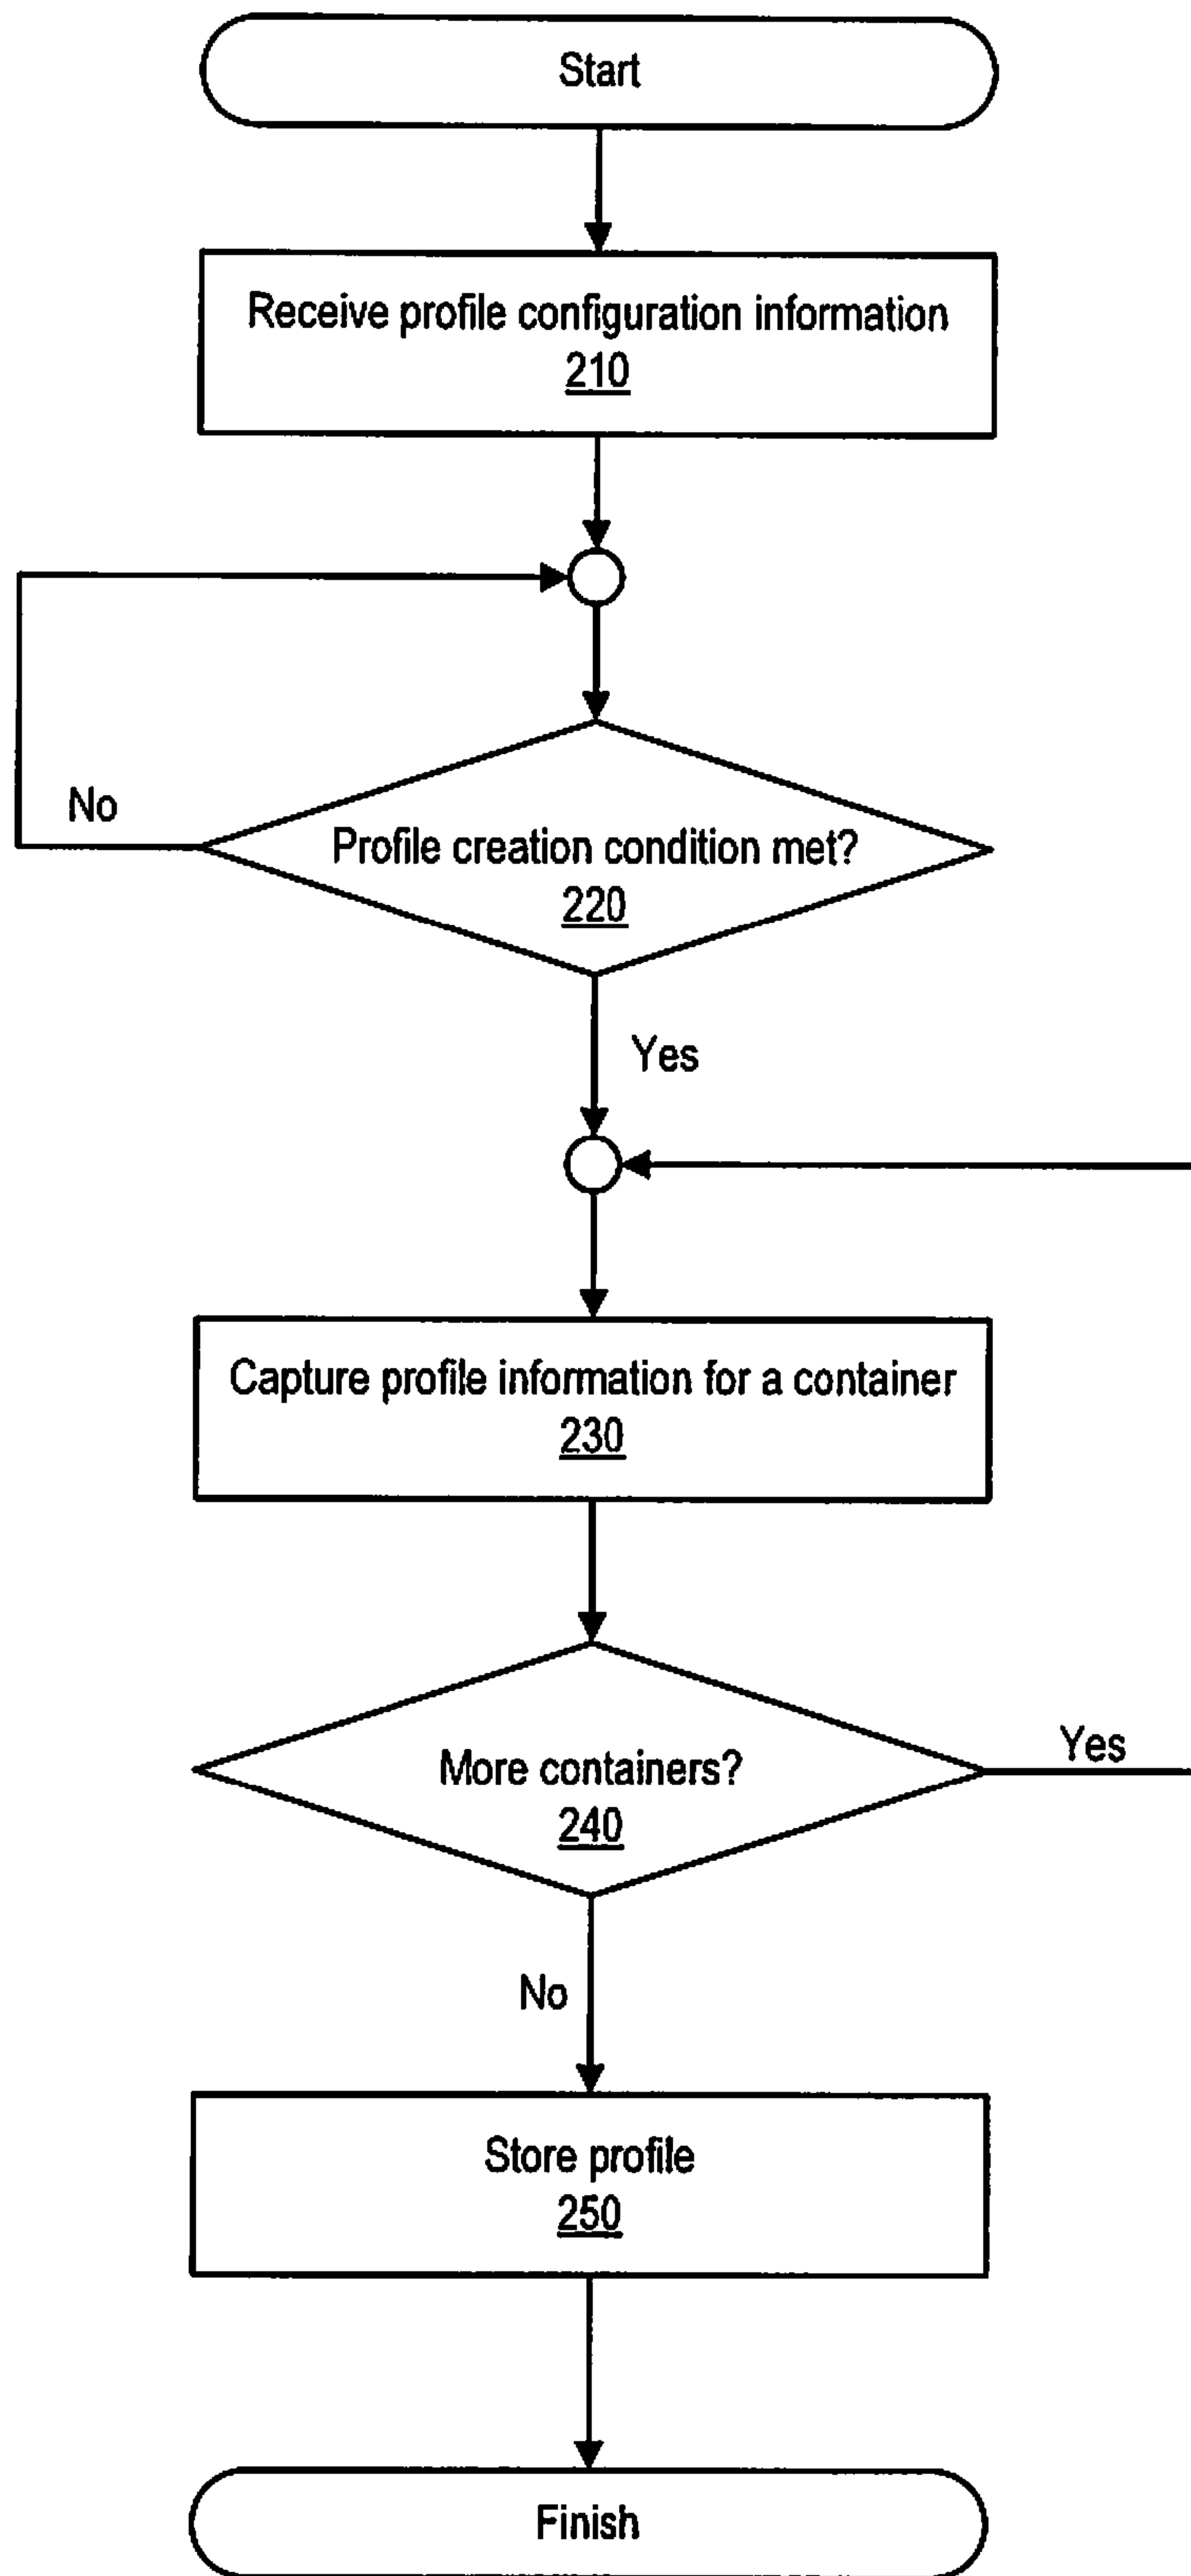 Start
Receive profile configuration information
210
No
Profile creation condition met?
220
Yes
Capture profile information for a container
230
More containers?
240
Yes
No
Store profile
250
Finish